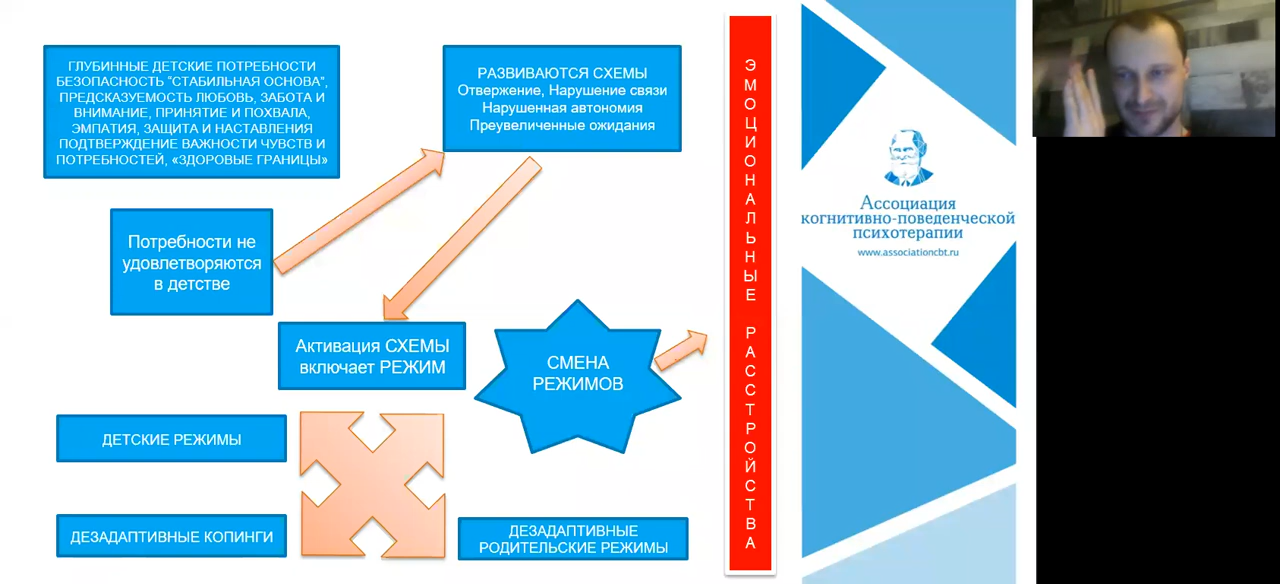 ГЛУБИННЫЕ ДЕТСКИЕ ПОТРЕБНОСТИ
БЕЗОПАСНОСТЬ “СТАБИЛЬНАЯ ОСНОВА”,
ПРЕДСКАЗУЕМОСТЬ ЛЮБОВЬ, ЗАБОТА И
ВНИМАНИЕ, ПРИНЯТИЕ И ПОХВАЛА,
ЭМПАТИЯ, ЗАЩИТА И НАСТАВЛЕНИЯ
ПОДТВЕРЖДЕНИЕ ВАЖНОСТИ ЧУВСТВ И
ПОТРЕБНОСТЕЙ, «ЗДОРОВЫЕ ГРАНИЦЫ»
РАЗВИВАЮТСЯ СХЕМЫ
Отвержение, Нарушение связи
Нарушенная автономия
Преувеличенные ожидания
Потребности не
удовлетворяются
в детстве
Активация СХЕМЫ
включает РЕЖИМ
СМЕНА
РЕЖИМОВ
ДЕТСКИЕ РЕЖИМЫ
ДЕЗАДАПТИВНЫЕ КОПИНГИ
ДЕЗАДАПТИВНЫЕ
РОДИТЕЛЬСКИЕ РЕЖИМЫ
ЭМОЦИОНАЛЬНЫЕ РАССТРОЙСТВА
Ассоциация
когнитивно-поведенческой
психотерапии
www.associationcbt.ru